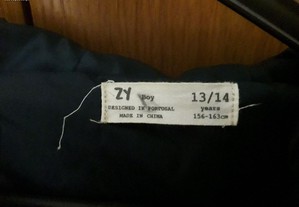 ZY Boy 13/14
DESIGNED IN PORTUGAL years
MADE IN CHINA 156-163cm